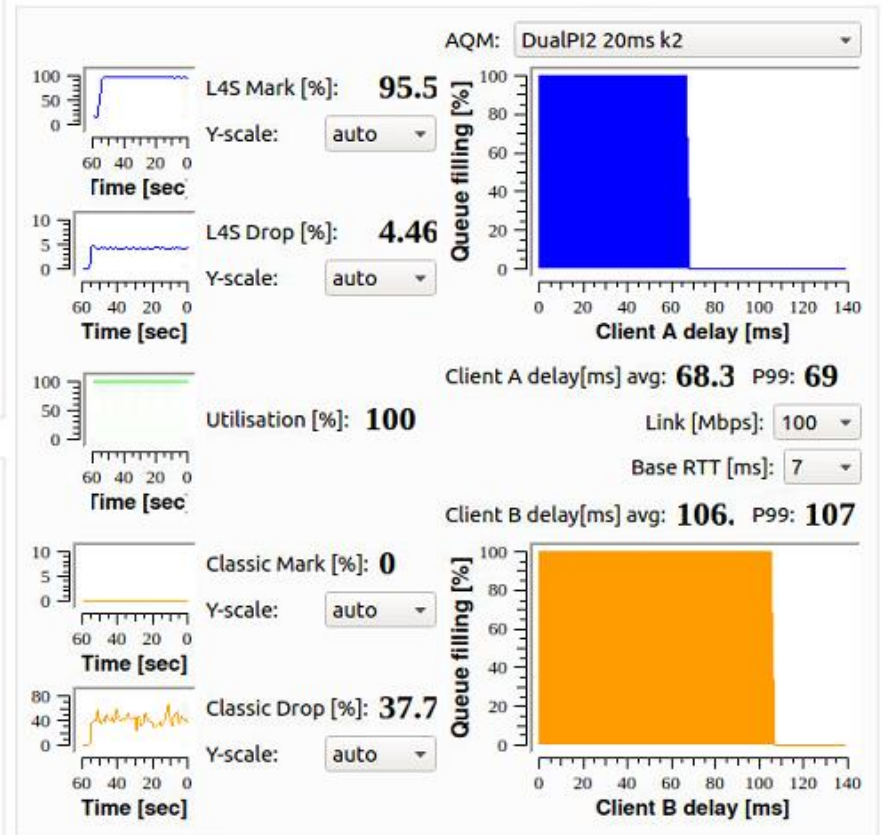 AQM: DualPI2 20ms k2
100
50
0
60 40 20 0
Time [sec]
L4S Mark [%]: 95.5
Y-scale: auto
10
5
0
60 40 20 0
Time [sec]
L4S Drop [%]: 4.46
Y-scale: auto
Queue filling [%]
100
80
60
40
20
0
0 20 40 60 80 100 120 140
Client A delay [ms]
100
50
0
60 40 20 0
Time [sec]
Utilisation [%]: 100
Client A delay[ms] avg: 68.3 P99: 69
Link [Mbps]: 100
Base RTT [ms]: 7
Client B delay[ms] avg: 106. P99: 107
10
5
0
60 40 20 0
Time [sec]
Classic Mark [%]: 0
Y-scale: auto
80
40
0
60 40 20 0
Time [sec]
Classic Drop [%]: 37.7
Y-scale: auto
Queue filling [%]
100
80
60
40
20
0
0 20 40 60 80 100 120 140
Client B delay [ms]